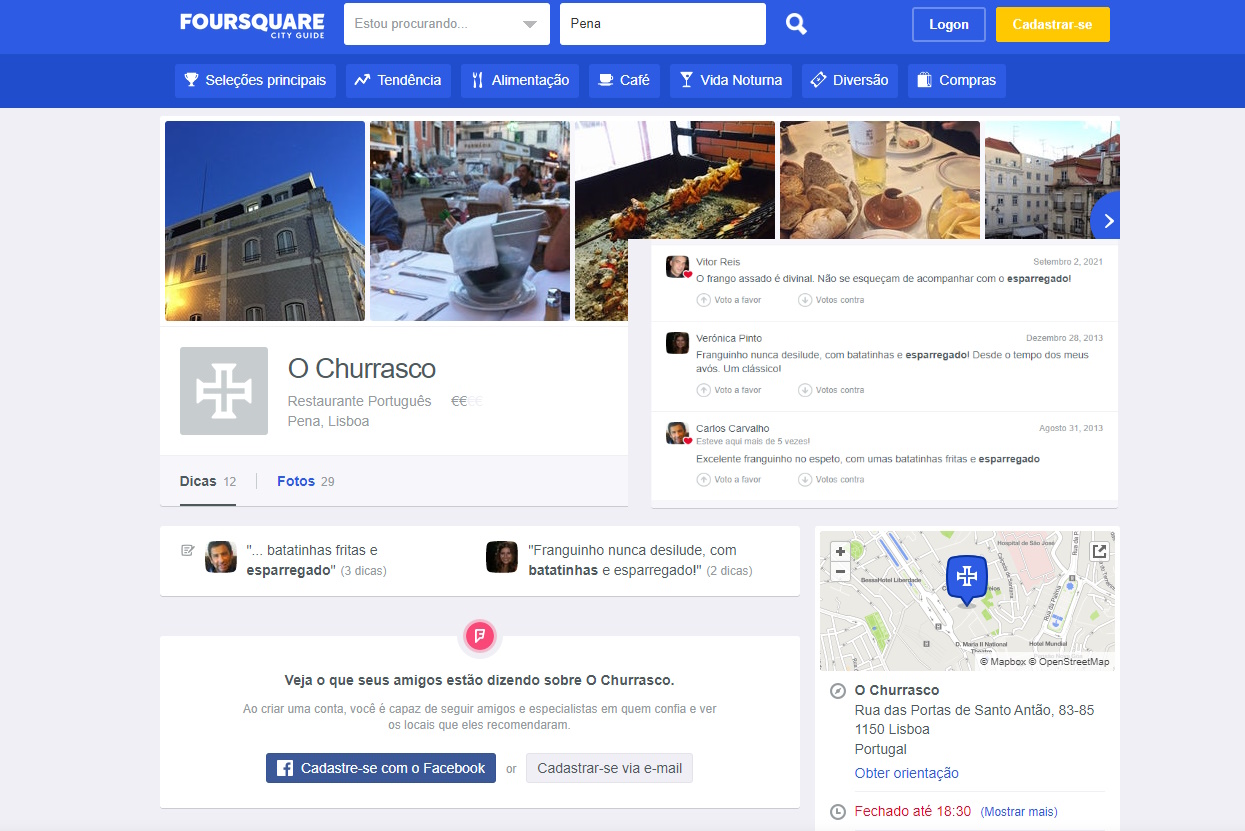 FOURSQUARE
CITY GUIDE
Estou procurando...
Pena
Logon
Cadastrar-se
Seleções principais
Tendência
Alimentação
Café
Vida Noturna
Diversão
Compras
Vitor Reis
Setembro 2, 2021
O frango assado é divinal. Não se esqueçam de acompanhar com o esparregado!
Voto a favor
Votos contra
Verónica Pinto
Dezembro 28, 2013
Franguinho nunca desilude, com batatinhas e esparregado! Desde o tempo dos meus
avós. Um clássico!
Voto a favor
Votos contra
Carlos Carvalho
Agosto 31, 2013
Esteve aqui mais de 5 vezes!
Excelente franguinho no espeto, com umas batatinhas fritas e esparregado
Voto a favor
Votos contra
O Churrasco
Restaurante Português €€€€
Pena, Lisboa
Dicas 12
Fotos 29
"... batatinhas fritas e
esparregado" (3 dicas)
"Franguinho nunca desilude, com
batatinhas e esparregado!" (2 dicas)
Veja o que seus amigos estão dizendo sobre O Churrasco.
Ao criar uma conta, você é capaz de seguir amigos e especialistas em quem confia e ver
os locais que eles recomendaram.
Cadastre-se com o Facebook
or
Cadastrar-se via e-mail
Hospital de São José
BessaHotel Liberdade
Calçada de Santana
Rua da Palma
D. Maria II National
Theatre
Hotel Mundial
© Mapbox © OpenStreetMap
O Churrasco
Rua das Portas de Santo Antão, 83-85
1150 Lisboa
Portugal
Obter orientação
Fechado até 18:30 (Mostrar mais)